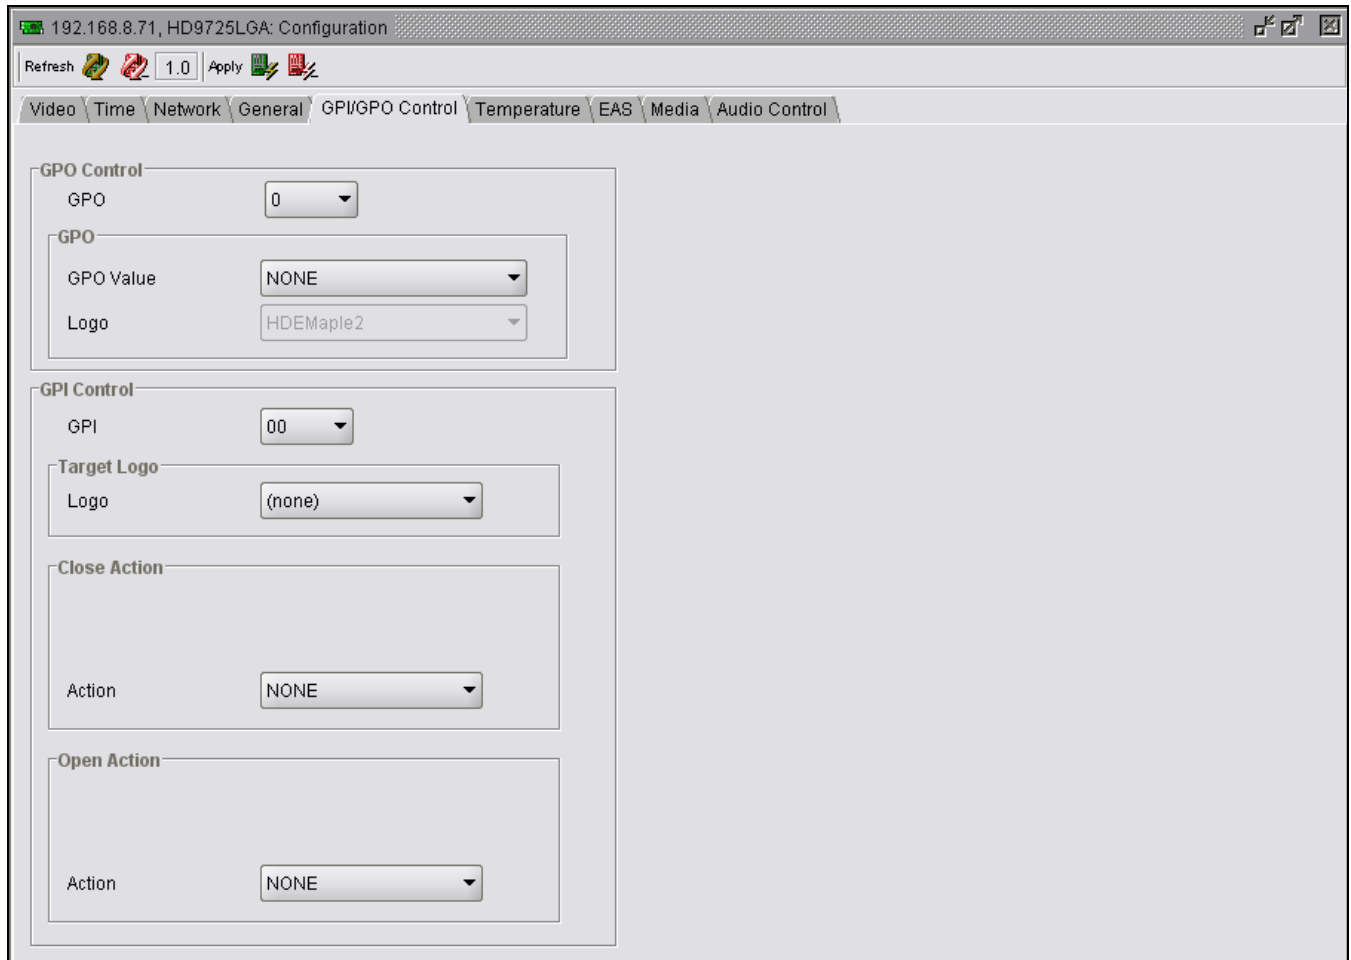 192.168.8.71, HD9725LGA: Configuration
Refresh 1.0 Apply
Video Time Network General GPI/GPO Control Temperature EAS Media Audio Control
GPO Control
GPO 0
GPO
GPO Value NONE
Logo HDEMaple2
GPI Control
GPI 00
Target Logo
Logo (none)
Close Action
Action NONE
Open Action
Action NONE